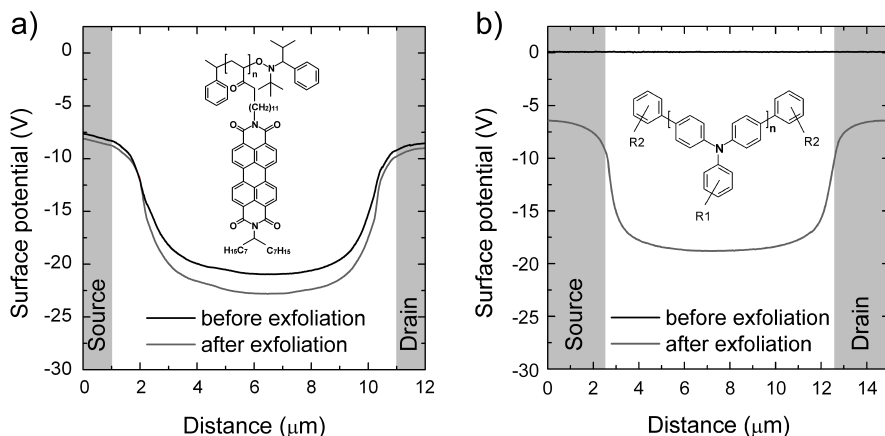 a)
0
-5
-10
-15
-20
-25
-30
Surface potential (V)
n
O
N
O
(CH2)11
N
O O
O O
N
H15C7 C7H15
before exfoliation
after exfoliation
Source
Drain
0 2 4 6 8 10 12
Distance (μm)
b)
0
-5
-10
-15
-20
-25
-30
Surface potential (V)
R2
n
R2
N
R1
before exfoliation
after exfoliation
Source
Drain
0 2 4 6 8 10 12 14
Distance (μm)